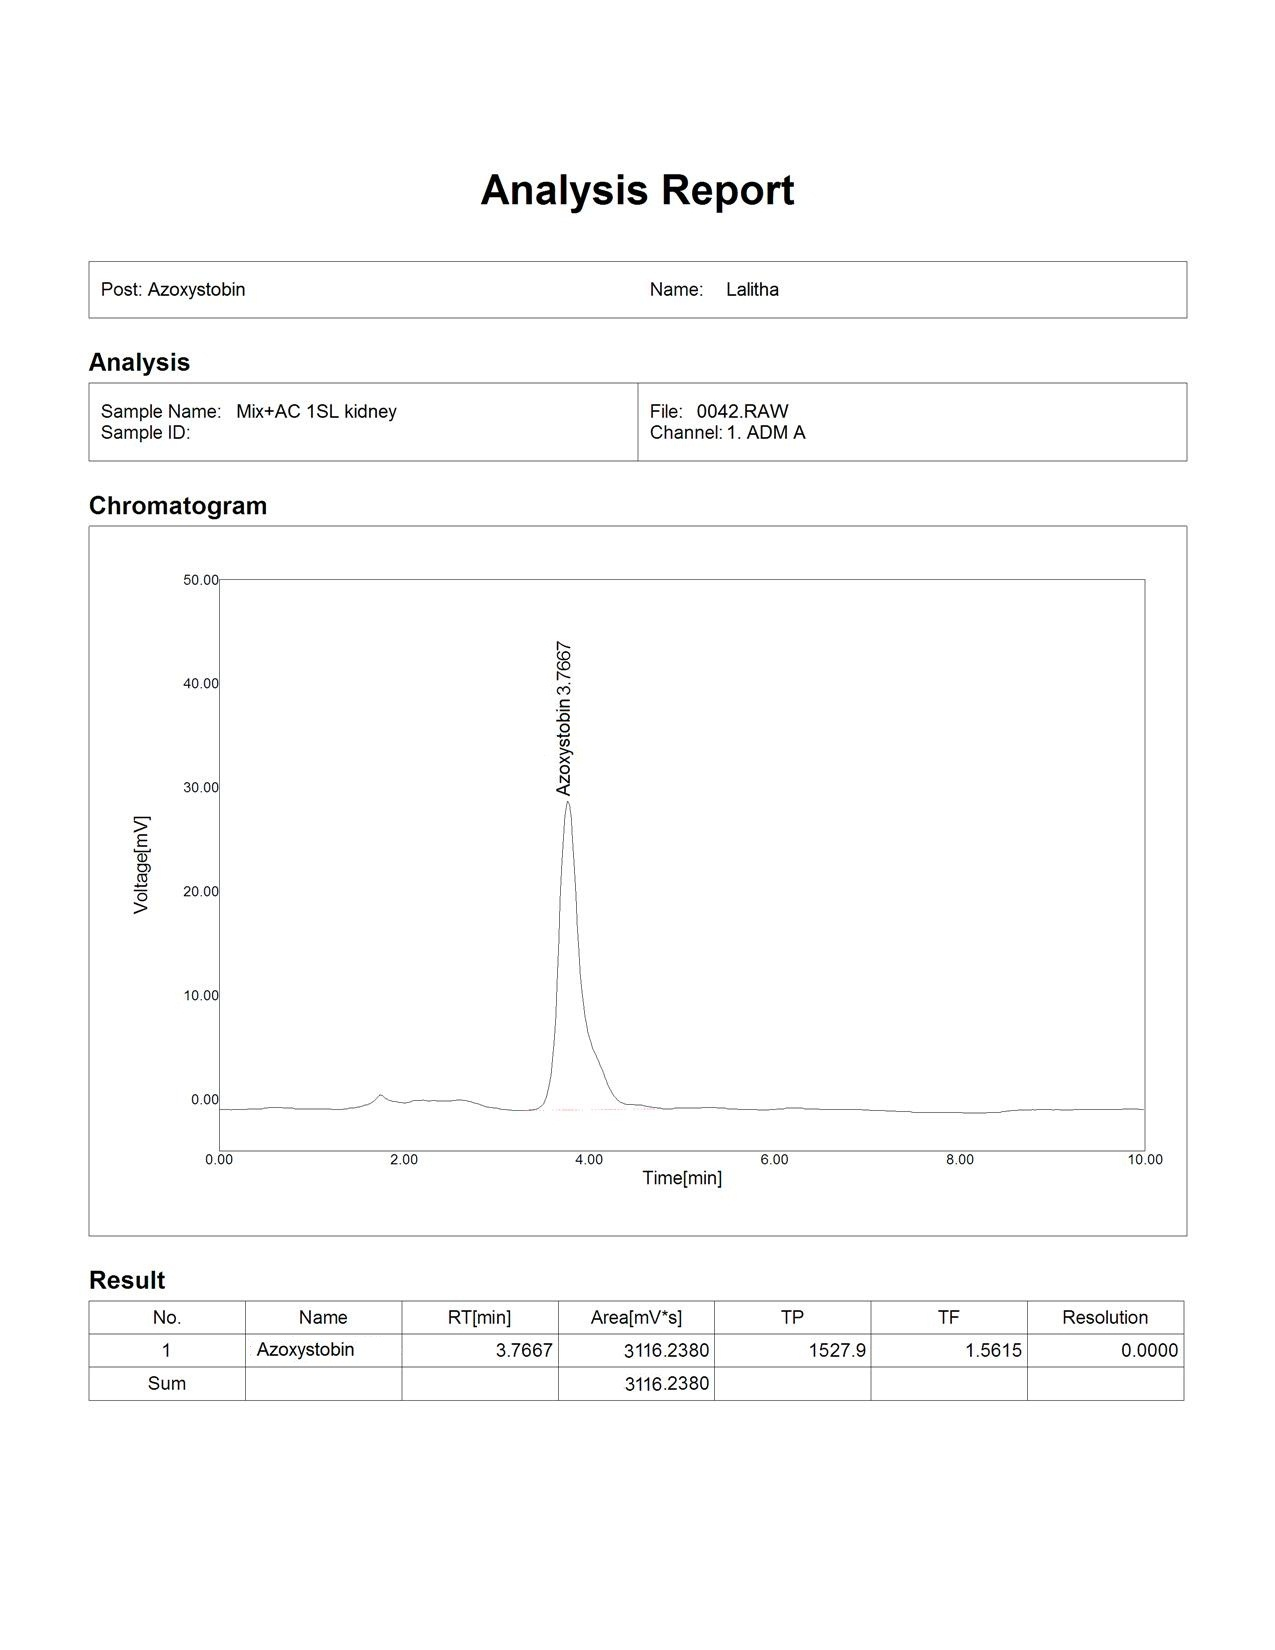 Analysis Report
Post: Azoxystobin Name: Lalitha
Analysis
Sample Name: Mix+AC 1SL kidney
Sample ID:
File: 0042.RAW
Channel: 1. ADM A
Chromatogram
50.00
40.00
30.00
20.00
10.00
0.00
Voltage[mV]
Azoxystobin 3.7667
0.00 2.00 4.00 6.00 8.00 10.00
Time[min]
Result
No. Name RT[min] Area[mV*s] TP TF Resolution
1 Azoxystobin 3.7667 3116.2380 1527.9 1.5615 0.0000
Sum 3116.2380